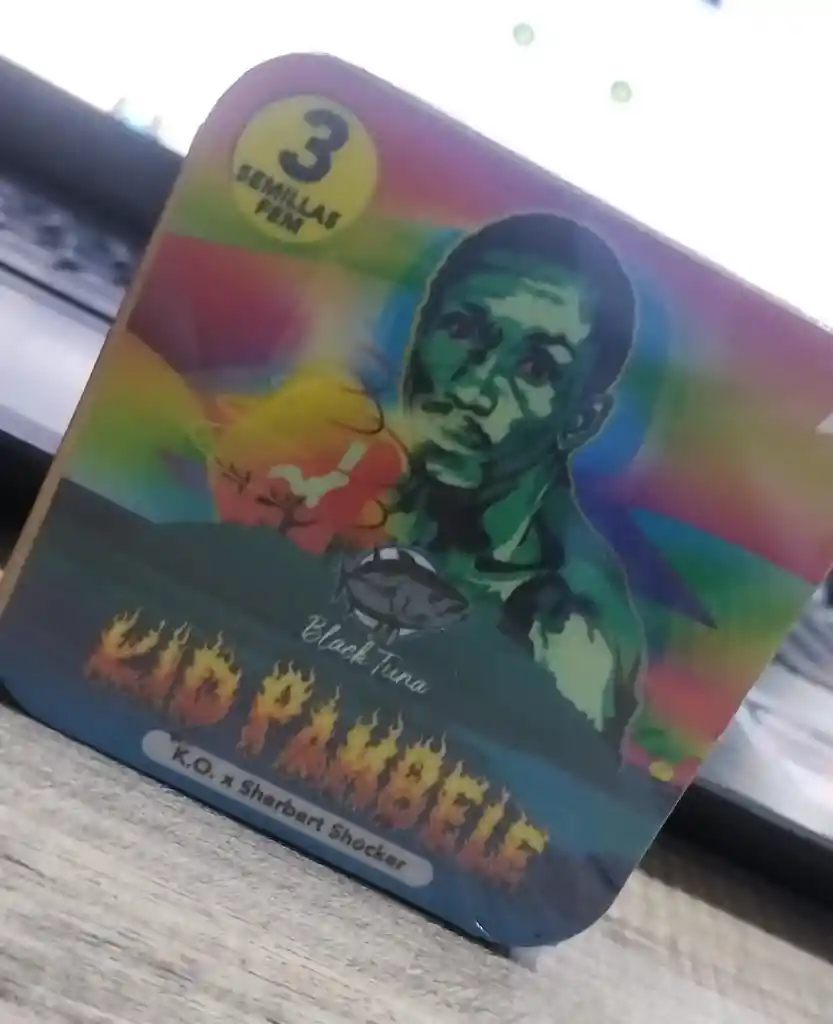 3
SEMILLAS
FEM
Black Tuna
KID PAMBELE
K.O. x Sherbert Shocker